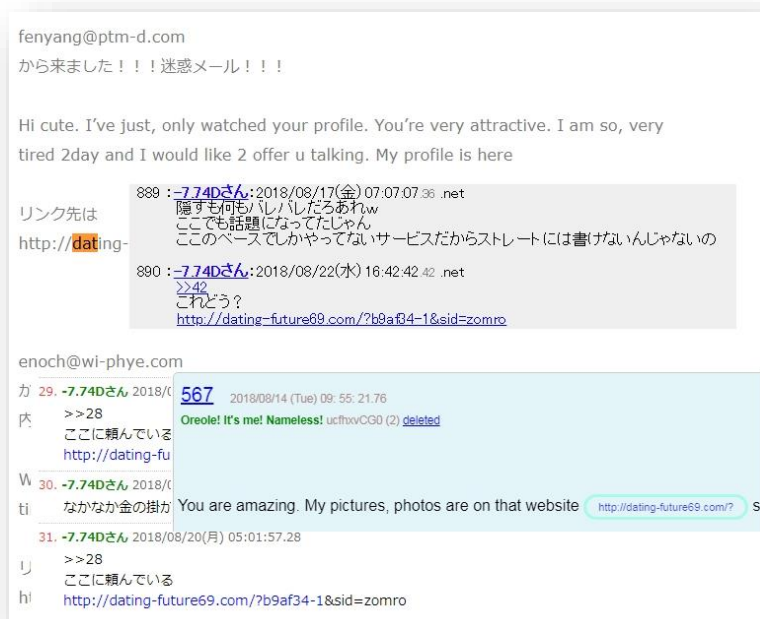 fenyang@ptm-d.com
から来ました！！！迷惑メール！！！
Hi cute. I've just, only watched your profile. You're very attractive. I am so, very
tired 2day and I would like 2 offer u talking. My profile is here
リンク先は
http://dating-
889 ：-7.74Dさん：2018/08/17(金) 07:07:07.36 .net
隠すも何もバレバレだろあれw
ここでも話題になってたじゃん
ここのベースでしかやってないサービスだからストレートには書けないんじゃないの
890 ：-7.74Dさん：2018/08/22(水) 16:42:42.42 .net
>>42
これどう？
http://dating-future69.com/?b9af34-1&sid=zomro
enoch@wi-phye.com
が
内
W
ti
リ
ht
29. -7.74Dさん 2018/0
>>28
ここに頼んでいる
http://dating-fu
30. -7.74Dさん 2018/0
なかなか金の掛か
567 2018/08/14 (Tue) 09: 55: 21.76
Oreole! It's me! Nameless! ucfhxvCG0 (2) deleted
You are amazing. My pictures, photos are on that website http://dating-future69.com/? s
31. -7.74Dさん 2018/08/20(月) 05:01:57.28
>>28
ここに頼んでいる
http://dating-future69.com/?b9af34-1&sid=zomro